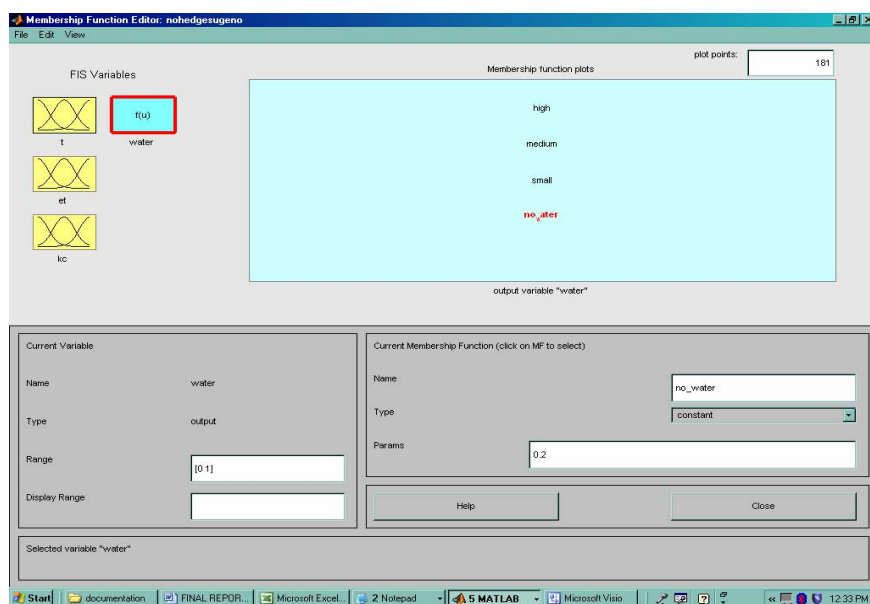 Membership Function Editor: nohedgesugeno
File Edit View
FIS Variables
f(u)
t
water
et
kc
plot points:
181
Membership function plots
high
medium
small
no_water
output variable "water"
Current Variable
Name
water
Type
output
Range
[0 1]
Display Range
Current Membership Function (click on MF to select)
Name
no_water
Type
constant
Params
0.2
Help
Close
Selected variable "water"
Start
documentation
FINAL REPOR...
Microsoft Excel...
2 Notepad
5 MATLAB
Microsoft Visio
12:33 PM